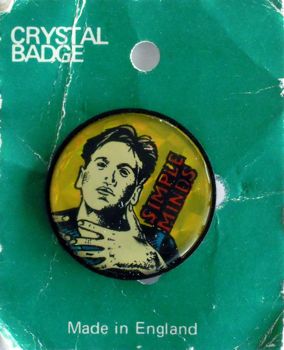 CRYSTAL
BADGE
SIMPLE
MINDS
Made in England